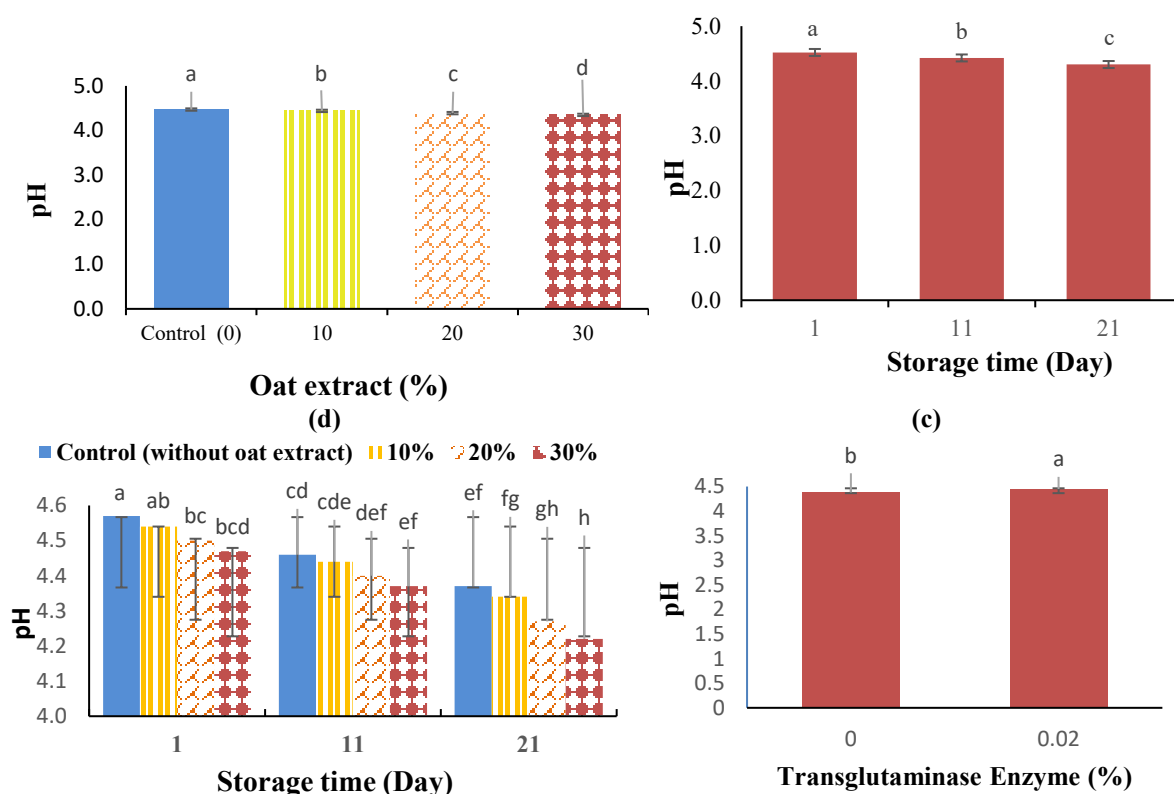 a b c d
5.0
4.0
3.0
2.0
1.0
0.0
pH
Control (0) 10 20 30
Oat extract (%)
(d)
a b c
5.0
4.0
3.0
2.0
1.0
0.0
pH
1 11 21
Storage time (Day)
(c)
Control (without oat extract) 10% 20% 30%
a ab bc bcd cd cde def ef ef fg gh h
4.6
4.5
4.4
4.3
4.2
4.1
4.0
pH
1 11 21
Storage time (Day)
b a
4.5
4
3.5
3
2.5
2
1.5
1
0.5
0
pH
0 0.02
Transglutaminase Enzyme (%)